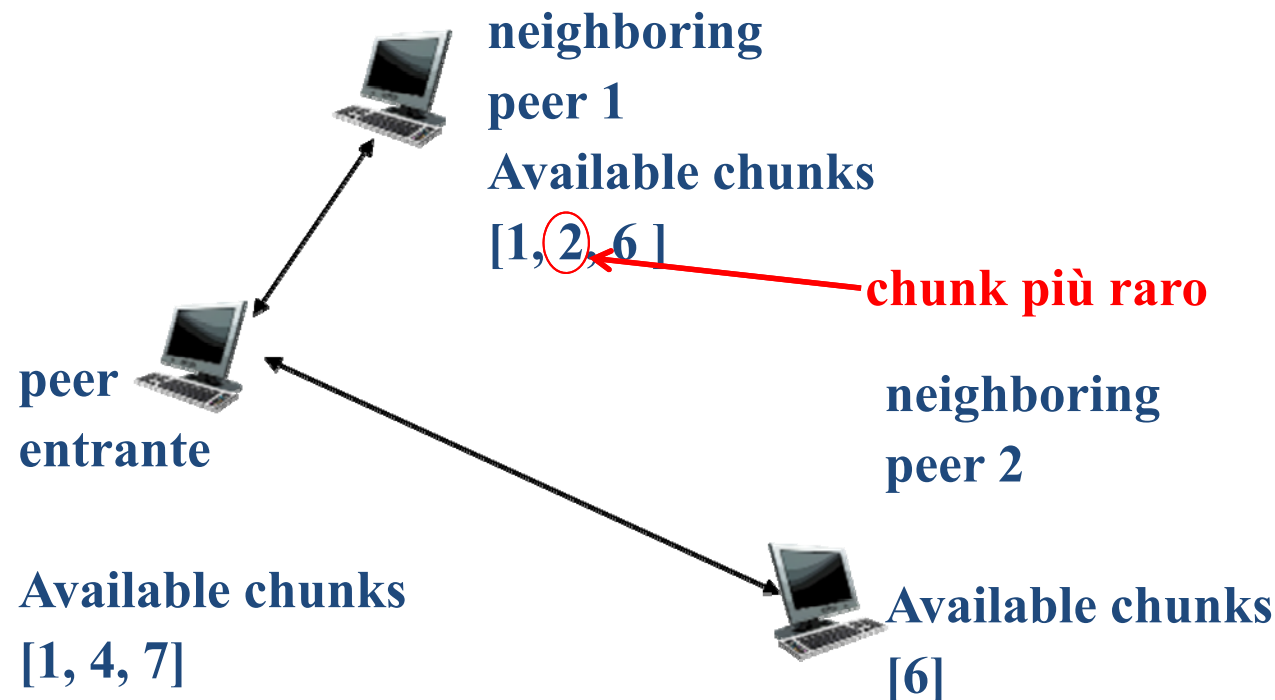 neighboring
peer 1
Available chunks
[1, 2, 6 ]
chunk più raro
peer
entrante
Available chunks
[1, 4, 7]
neighboring
peer 2
Available chunks
[6]